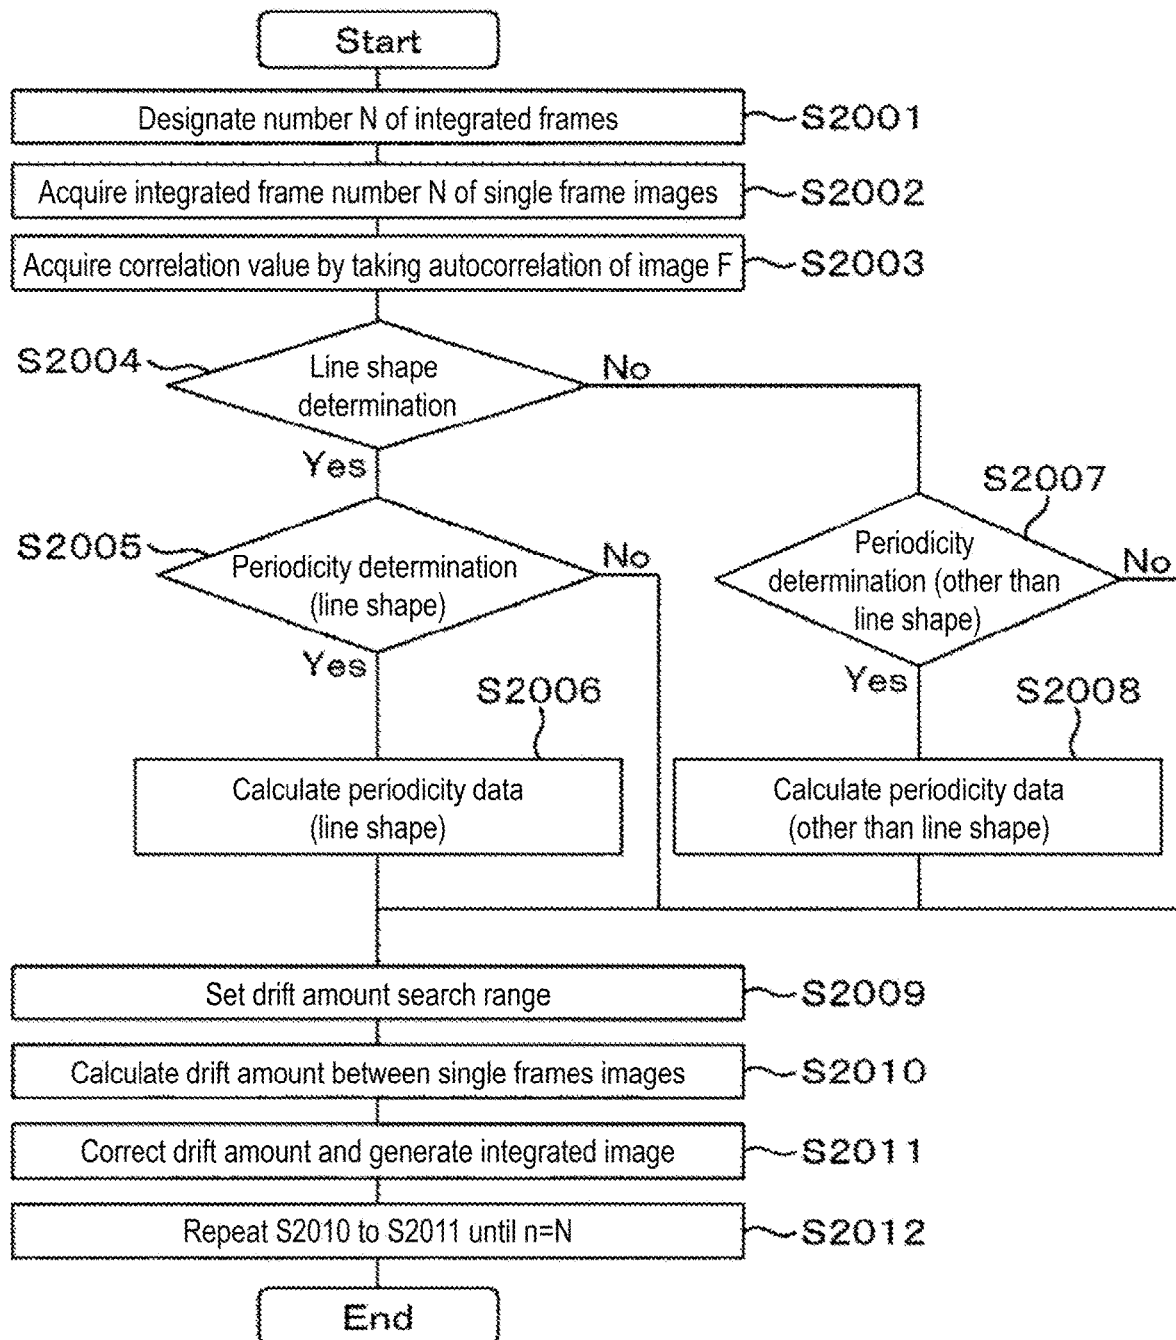 Start
Designate number N of integrated frames
S2001
Acquire integrated frame number N of single frame images
S2002
Acquire correlation value by taking autocorrelation of image F
S2003
S2004
Line shape
determination
No
Yes
S2005
Periodicity determination
(line shape)
No
Yes
S2007
Periodicity
determination (other than
line shape)
No
Yes
S2006
Calculate periodicity data
(line shape)
S2008
Calculate periodicity data
(other than line shape)
Set drift amount search range
S2009
Calculate drift amount between single frames images
S2010
Correct drift amount and generate integrated image
S2011
Repeat S2010 to S2011 until n=N
S2012
End